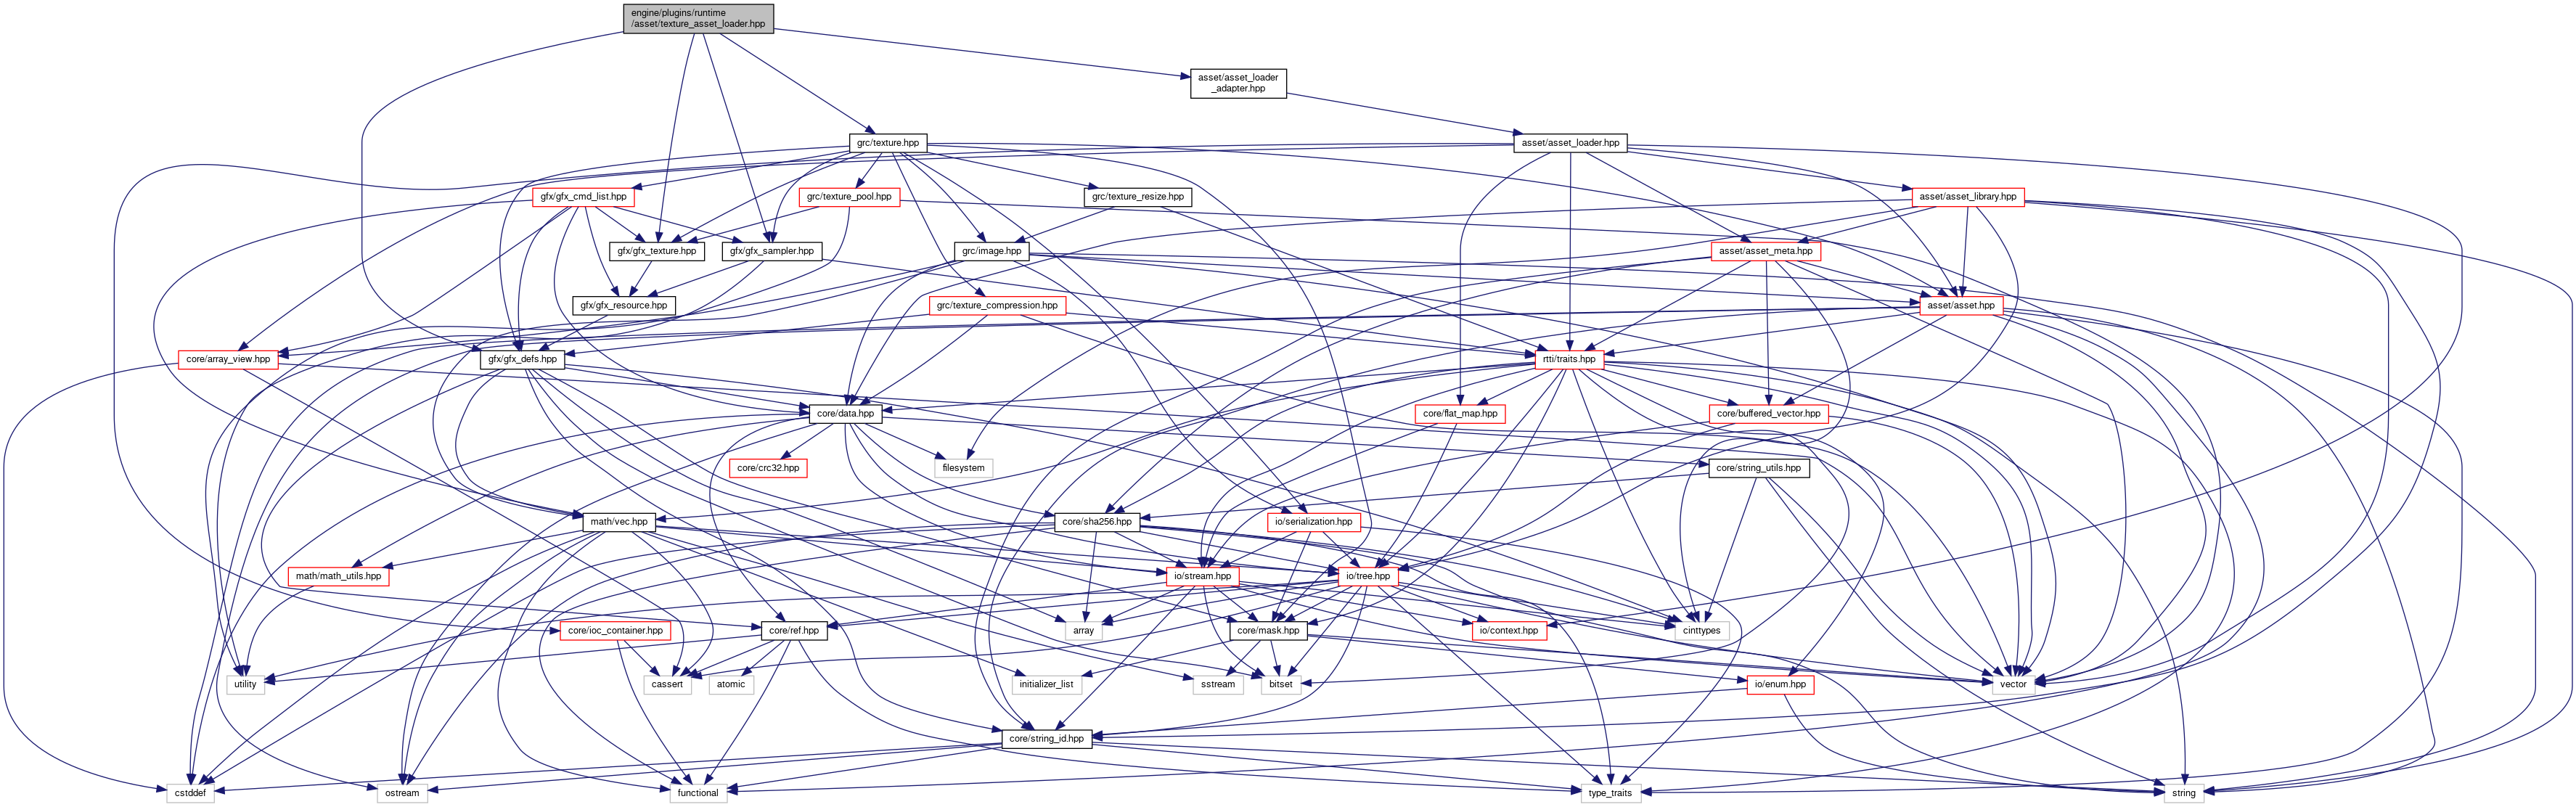 engine/plugins/runtime
/asset/texture_asset_loader.hpp
asset/asset_loader
_adapter.hpp
grc/texture.hpp
asset/asset_loader.hpp
gfx/gfx_cmd_list.hpp
grc/texture_pool.hpp
grc/texture_resize.hpp
asset/asset_library.hpp
gfx/gfx_texture.hpp
gfx/gfx_sampler.hpp
grc/image.hpp
asset/asset_meta.hpp
gfx/gfx_resource.hpp
grc/texture_compression.hpp
asset/asset.hpp
core/array_view.hpp
gfx/gfx_defs.hpp
rtti/traits.hpp
core/data.hpp
core/flat_map.hpp
core/buffered_vector.hpp
core/crc32.hpp
filesystem
core/string_utils.hpp
math/vec.hpp
core/sha256.hpp
io/serialization.hpp
math/math_utils.hpp
io/stream.hpp
io/tree.hpp
core/ioc_container.hpp
core/ref.hpp
array
core/mask.hpp
io/context.hpp
cinttypes
utility
cassert
atomic
initializer_list
sstream
bitset
io/enum.hpp
vector
core/string_id.hpp
cstddef
ostream
functional
type_traits
string